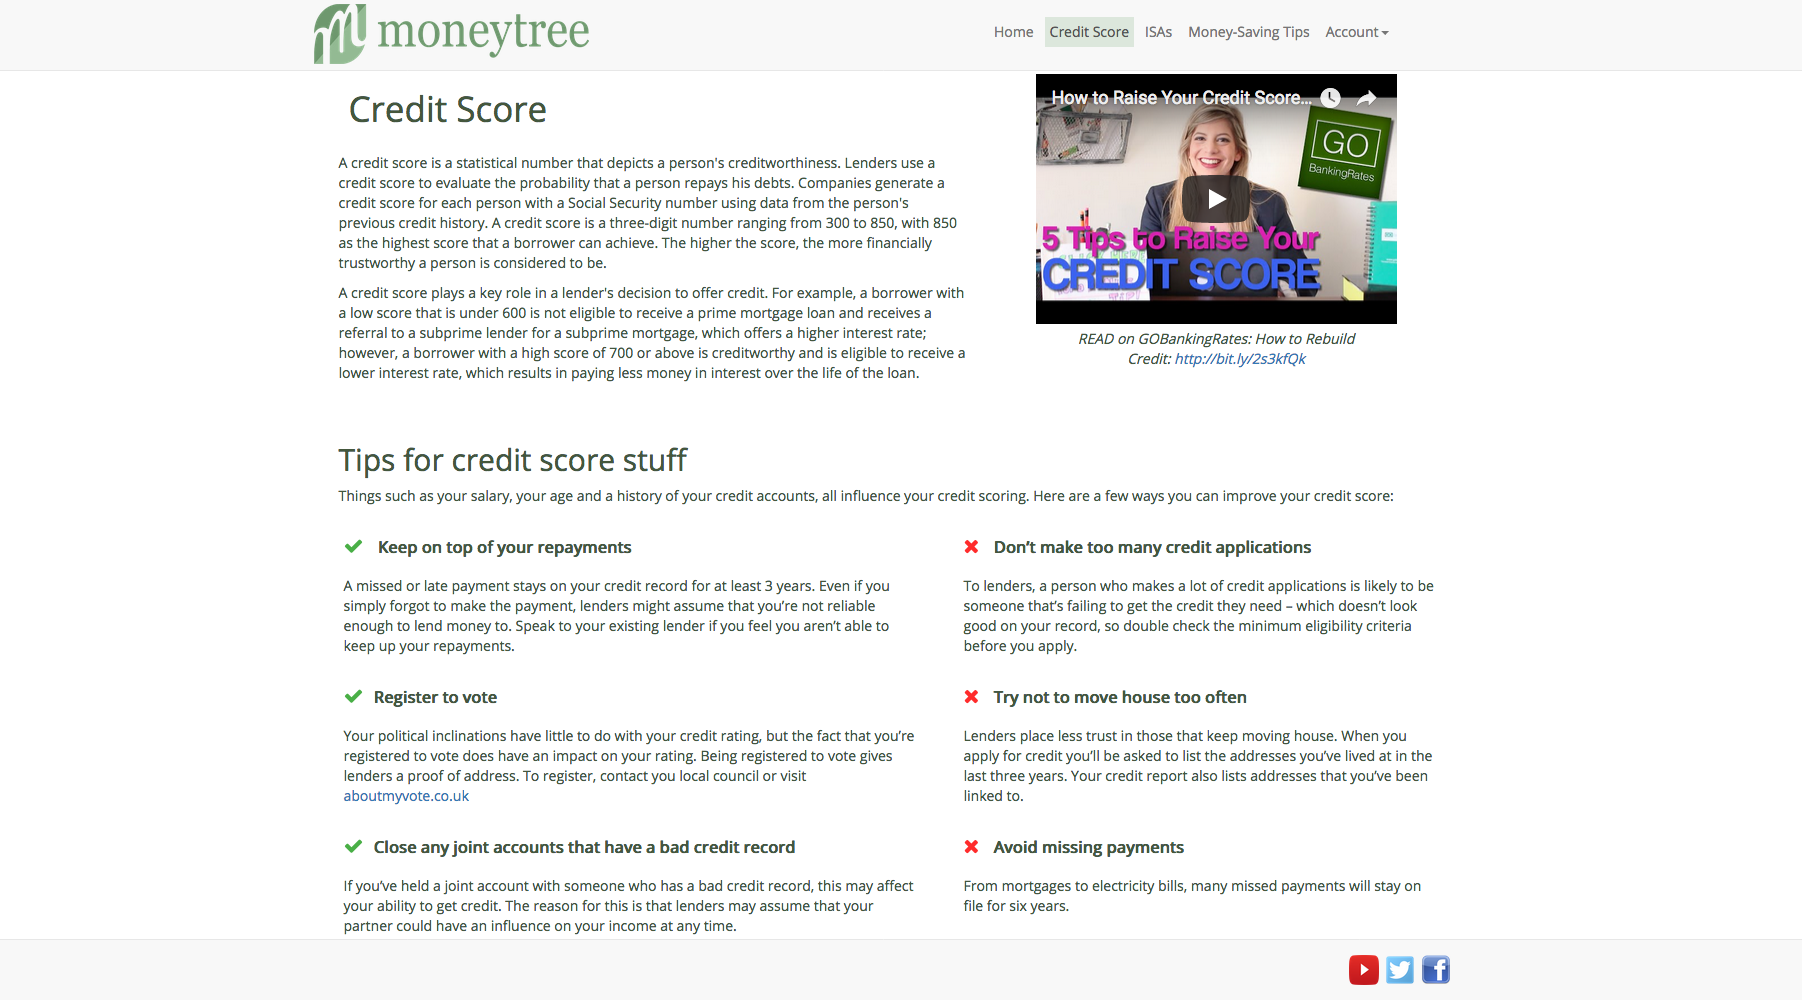 moneytree
Home Credit Score ISAs Money-Saving Tips Account
Credit Score
A credit score is a statistical number that depicts a person's creditworthiness. Lenders use a
credit score to evaluate the probability that a person repays his debts. Companies generate a
credit score for each person with a Social Security number using data from the person's
previous credit history. A credit score is a three-digit number ranging from 300 to 850, with 850
as the highest score that a borrower can achieve. The higher the score, the more financially
trustworthy a person is considered to be.
A credit score plays a key role in a lender's decision to offer credit. For example, a borrower with
a low score that is under 600 is not eligible to receive a prime mortgage loan and receives a
referral to a subprime lender for a subprime mortgage, which offers a higher interest rate;
however, a borrower with a high score of 700 or above is creditworthy and is eligible to receive a
lower interest rate, which results in paying less money in interest over the life of the loan.
How to Raise Your Credit Score...
GO
BankingRates
5 Tips to Raise Your
CREDIT SCORE
READ on GOBankingRates: How to Rebuild
Credit: http://bit.ly/2s3kfQk
Tips for credit score stuff
Things such as your salary, your age and a history of your credit accounts, all influence your credit scoring. Here are a few ways you can improve your credit score:
Keep on top of your repayments
A missed or late payment stays on your credit record for at least 3 years. Even if you
simply forgot to make the payment, lenders might assume that you’re not reliable
enough to lend money to. Speak to your existing lender if you feel you aren’t able to
keep up your repayments.
Register to vote
Your political inclinations have little to do with your credit rating, but the fact that you’re
registered to vote does have an impact on your rating. Being registered to vote gives
lenders a proof of address. To register, contact you local council or visit
aboutmyvote.co.uk
Close any joint accounts that have a bad credit record
If you’ve held a joint account with someone who has a bad credit record, this may affect
your ability to get credit. The reason for this is that lenders may assume that your
partner could have an influence on your income at any time.
Don’t make too many credit applications
To lenders, a person who makes a lot of credit applications is likely to be
someone that’s failing to get the credit they need – which doesn’t look
good on your record, so double check the minimum eligibility criteria
before you apply.
Try not to move house too often
Lenders place less trust in those that keep moving house. When you
apply for credit you’ll be asked to list the addresses you’ve lived at in the
last three years. Your credit report also lists addresses that you’ve been
linked to.
Avoid missing payments
From mortgages to electricity bills, many missed payments will stay on
file for six years.